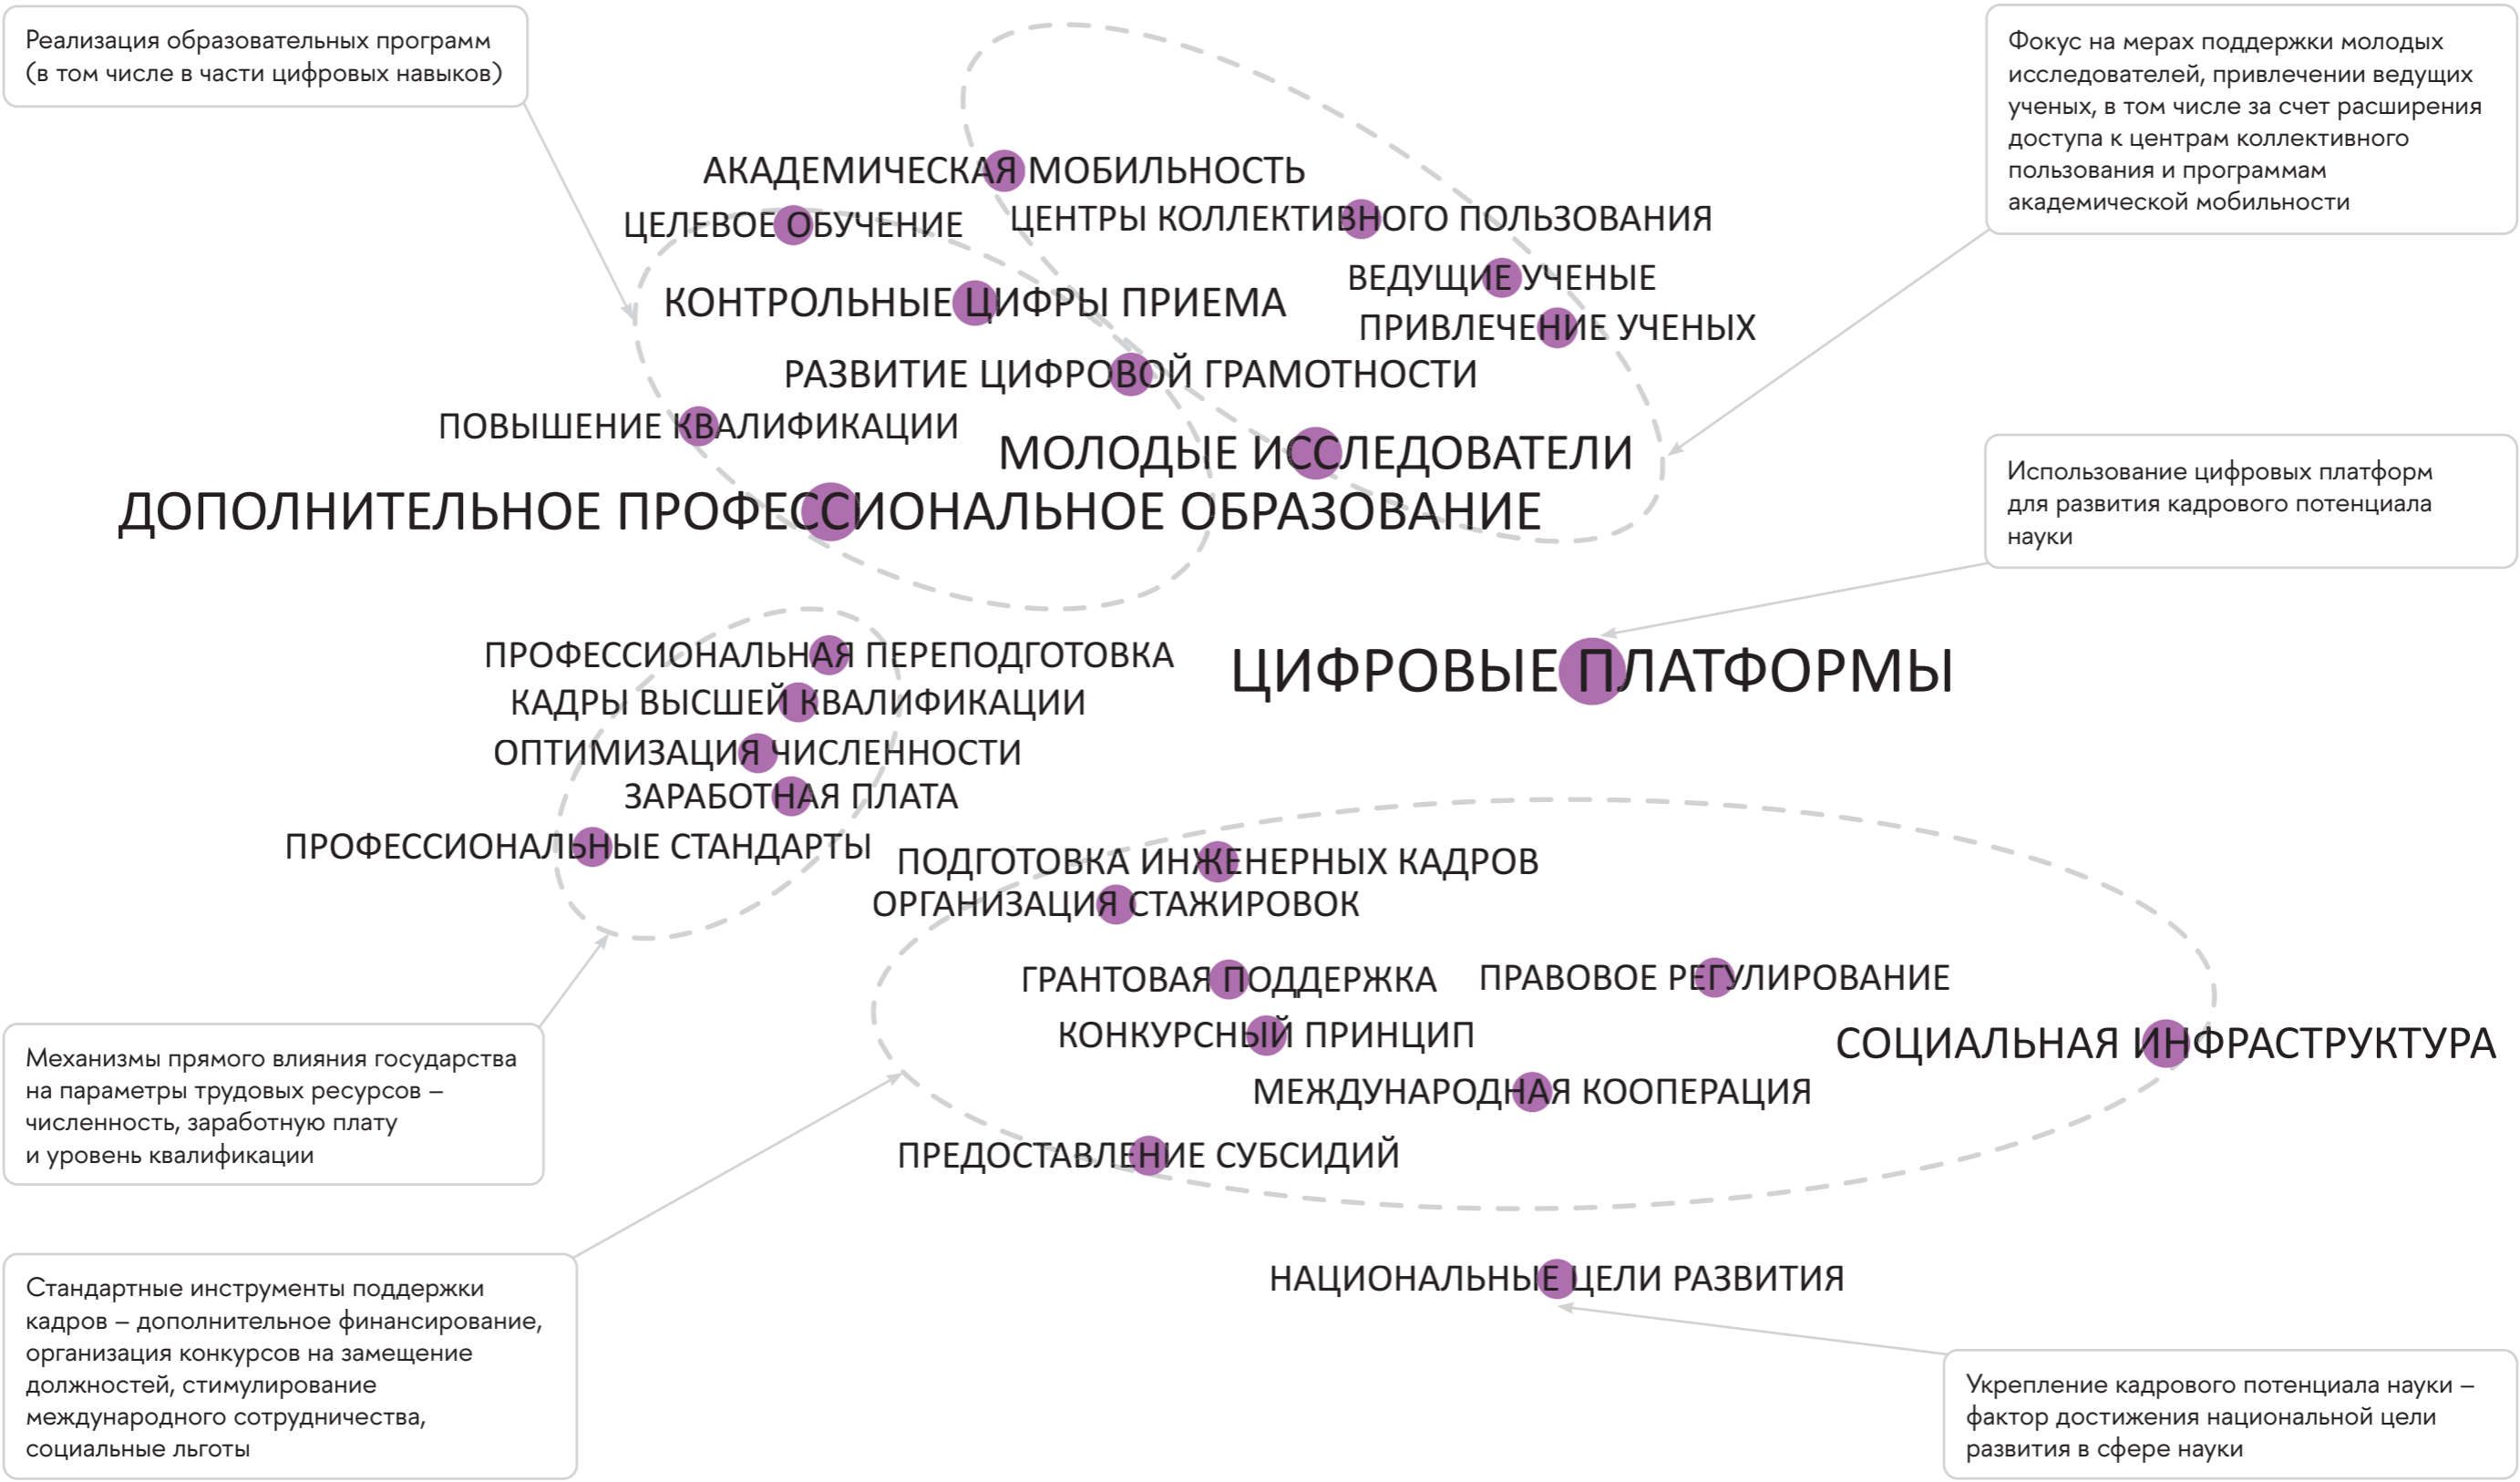 Реализация образовательных программ
(в том числе в части цифровых навыков)
Фокус на мерах поддержки молодых
исследователей, привлечении ведущих
ученых, в том числе за счет расширения
доступа к центрам коллективного
пользования и программам
академической мобильности
АКАДЕМИЧЕСКАЯ МОБИЛЬНОСТЬ
ЦЕЛЕВОЕ ОБУЧЕНИЕ
ЦЕНТРЫ КОЛЛЕКТИВНОГО ПОЛЬЗОВАНИЯ
ВЕДУЩИЕ УЧЕНЫЕ
КОНТРОЛЬНЫЕ ЦИФРЫ ПРИЕМА
ПРИВЛЕЧЕНИЕ УЧЕНЫХ
РАЗВИТИЕ ЦИФРОВОЙ ГРАМОТНОСТИ
ПОВЫШЕНИЕ КВАЛИФИКАЦИИ
МОЛОДЫЕ ИССЛЕДОВАТЕЛИ
ДОПОЛНИТЕЛЬНОЕ ПРОФЕССИОНАЛЬНОЕ ОБРАЗОВАНИЕ
Использование цифровых платформ
для развития кадрового потенциала
науки
ПРОФЕССИОНАЛЬНАЯ ПЕРЕПОДГОТОВКА
ЦИФРОВЫЕ ПЛАТФОРМЫ
КАДРЫ ВЫСШЕЙ КВАЛИФИКАЦИИ
ОПТИМИЗАЦИЯ ЧИСЛЕННОСТИ
ЗАРАБОТНАЯ ПЛАТА
ПРОФЕССИОНАЛЬНЫЕ СТАНДАРТЫ
ПОДГОТОВКА ИНЖЕНЕРНЫХ КАДРОВ
ОРГАНИЗАЦИЯ СТАЖИРОВОК
ГРАНТОВАЯ ПОДДЕРЖКА
ПРАВОВОЕ РЕГУЛИРОВАНИЕ
КОНКУРСНЫЙ ПРИНЦИП
СОЦИАЛЬНАЯ ИНФРАСТРУКТУРА
МЕЖДУНАРОДНАЯ КООПЕРАЦИЯ
ПРЕДОСТАВЛЕНИЕ СУБСИДИЙ
Механизмы прямого влияния государства
на параметры трудовых ресурсов –
численность, заработную плату
и уровень квалификации
НАЦИОНАЛЬНЫЕ ЦЕЛИ РАЗВИТИЯ
Стандартные инструменты поддержки
кадров – дополнительное финансирование,
организация конкурсов на замещение
должностей, стимулирование
международного сотрудничества,
социальные льготы
Укрепление кадрового потенциала науки –
фактор достижения национальной цели
развития в сфере науки